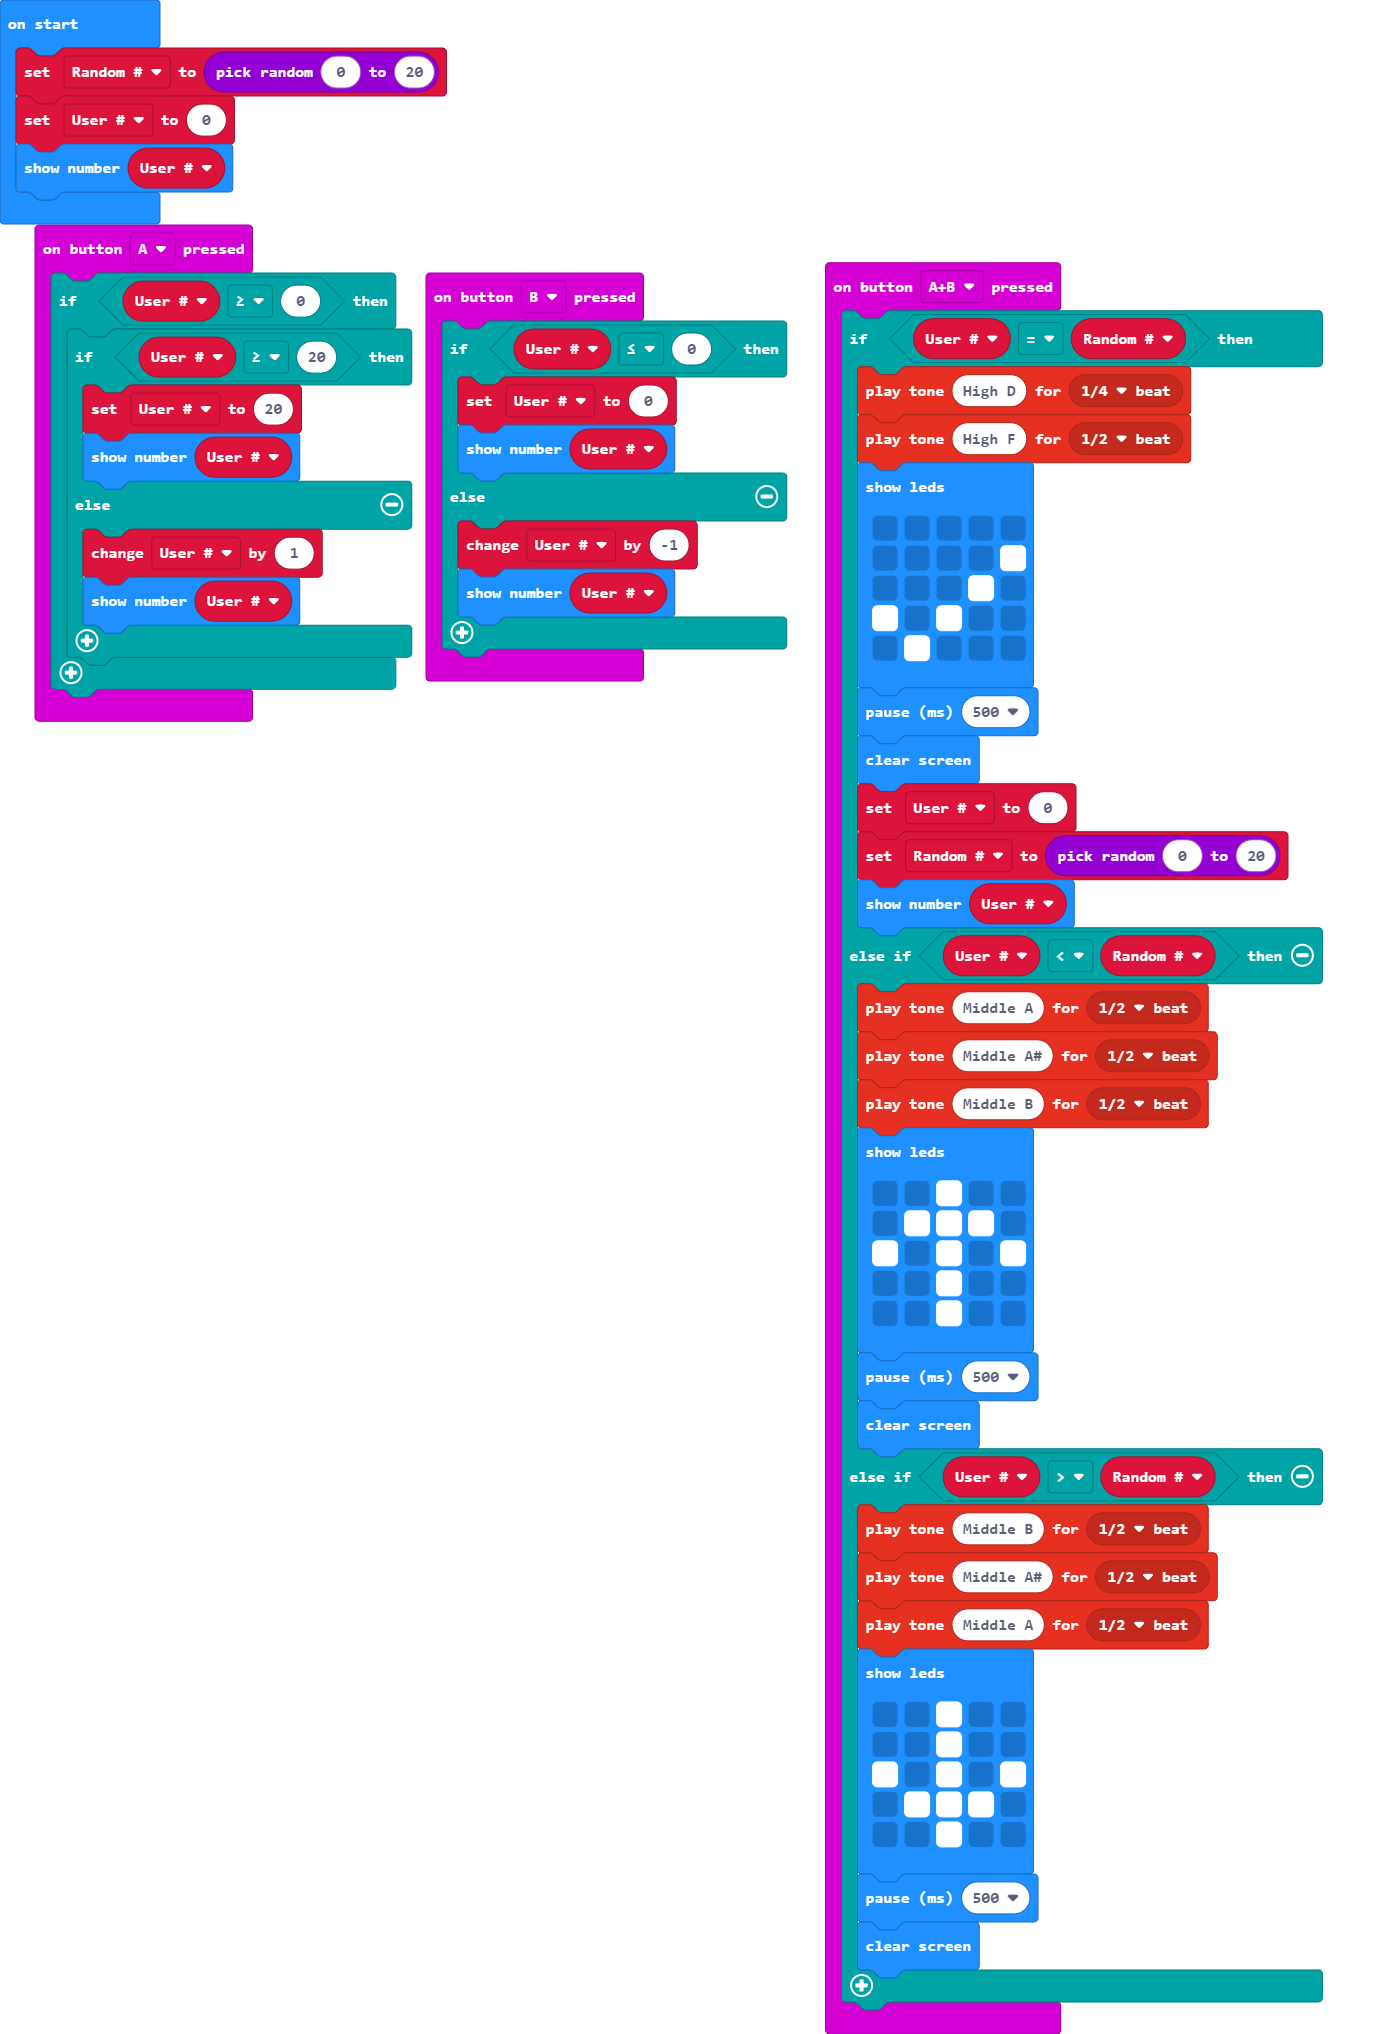 on start
set Random # to pick random 0 to 20
set User # to 0
show number User #
on button A pressed
if User # ≥ 0 then
if User # ≥ 20 then
set User # to 20
show number User #
else
change User # by 1
show number User #
on button B pressed
if User # ≤ 0 then
set User # to 0
show number User #
else
change User # by -1
show number User #
on button A+B pressed
if User # = Random # then
play tone High D for 1/4 beat
play tone High F for 1/2 beat
show leds
pause (ms) 500
clear screen
set User # to 0
set Random # to pick random 0 to 20
show number User #
else if User # < Random # then
play tone Middle A for 1/2 beat
play tone Middle A# for 1/2 beat
play tone Middle B for 1/2 beat
show leds
pause (ms) 500
clear screen
else if User # > Random # then
play tone Middle B for 1/2 beat
play tone Middle A# for 1/2 beat
play tone Middle A for 1/2 beat
show leds
pause (ms) 500
clear screen